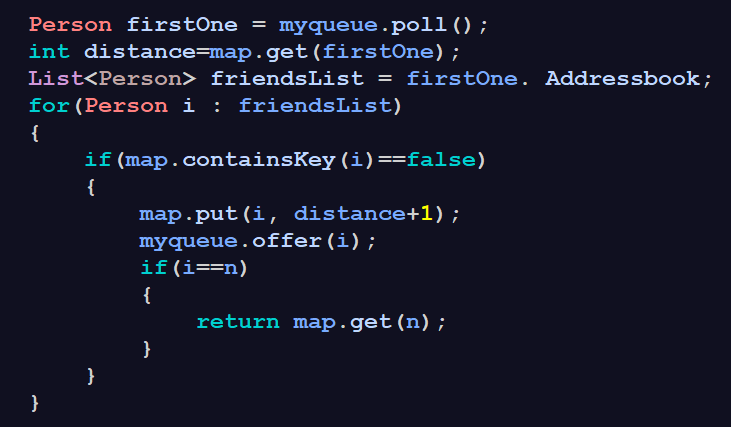 Person firstOne = myqueue.poll();
int distance=map.get(firstOne);
List<Person> friendsList = firstOne. Addressbook;
for(Person i : friendsList)
{
    if(map.containsKey(i)==false)
    {
        map.put(i, distance+1);
        myqueue.offer(i);
        if(i==n)
        {
            return map.get(n);
        }
    }
}